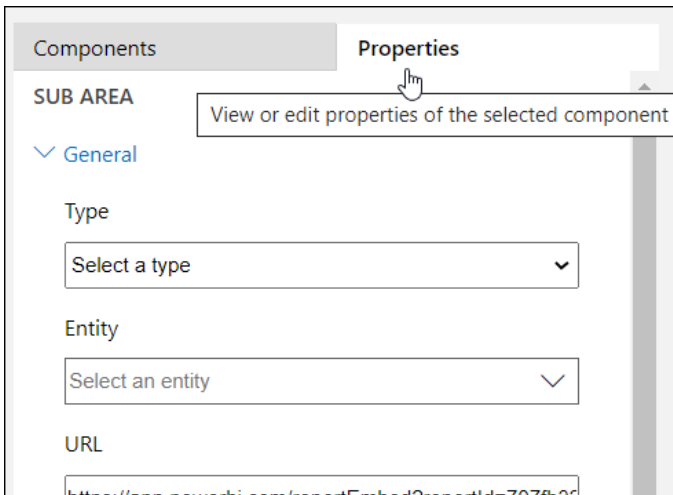 Components
Properties
SUB AREA
View or edit properties of the selected component
General
Type
Select a type
Entity
Select an entity
URL